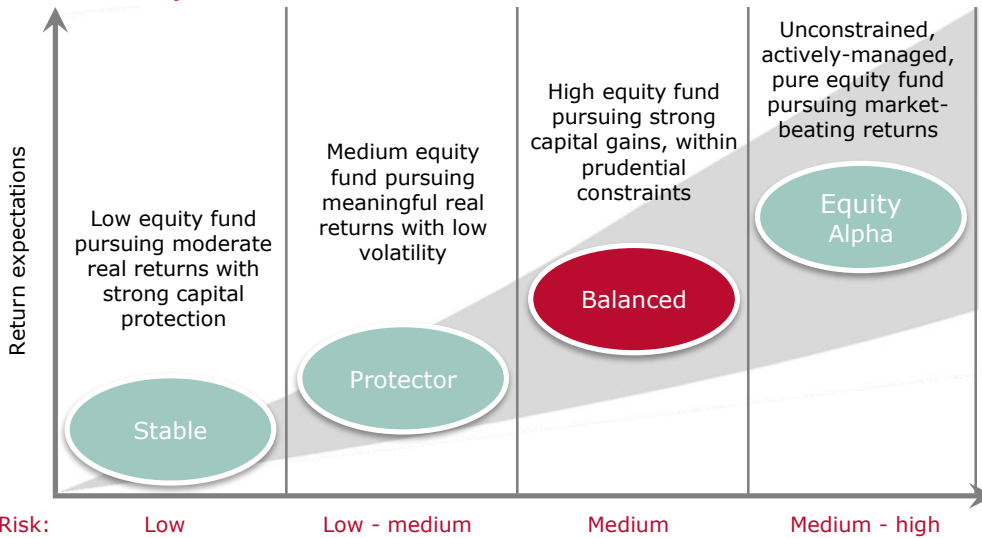 Unconstrained,
actively-managed,
pure equity fund
pursuing market-
beating returns
High equity fund
pursuing strong
capital gains, within
prudential
constraints
Medium equity
fund pursuing
meaningful real
returns with low
volatility
Low equity fund
pursuing moderate
real returns with
strong capital
protection
Return expectations
Equity
Alpha
Balanced
Protector
Stable
Risk:
Low
Low - medium
Medium
Medium - high